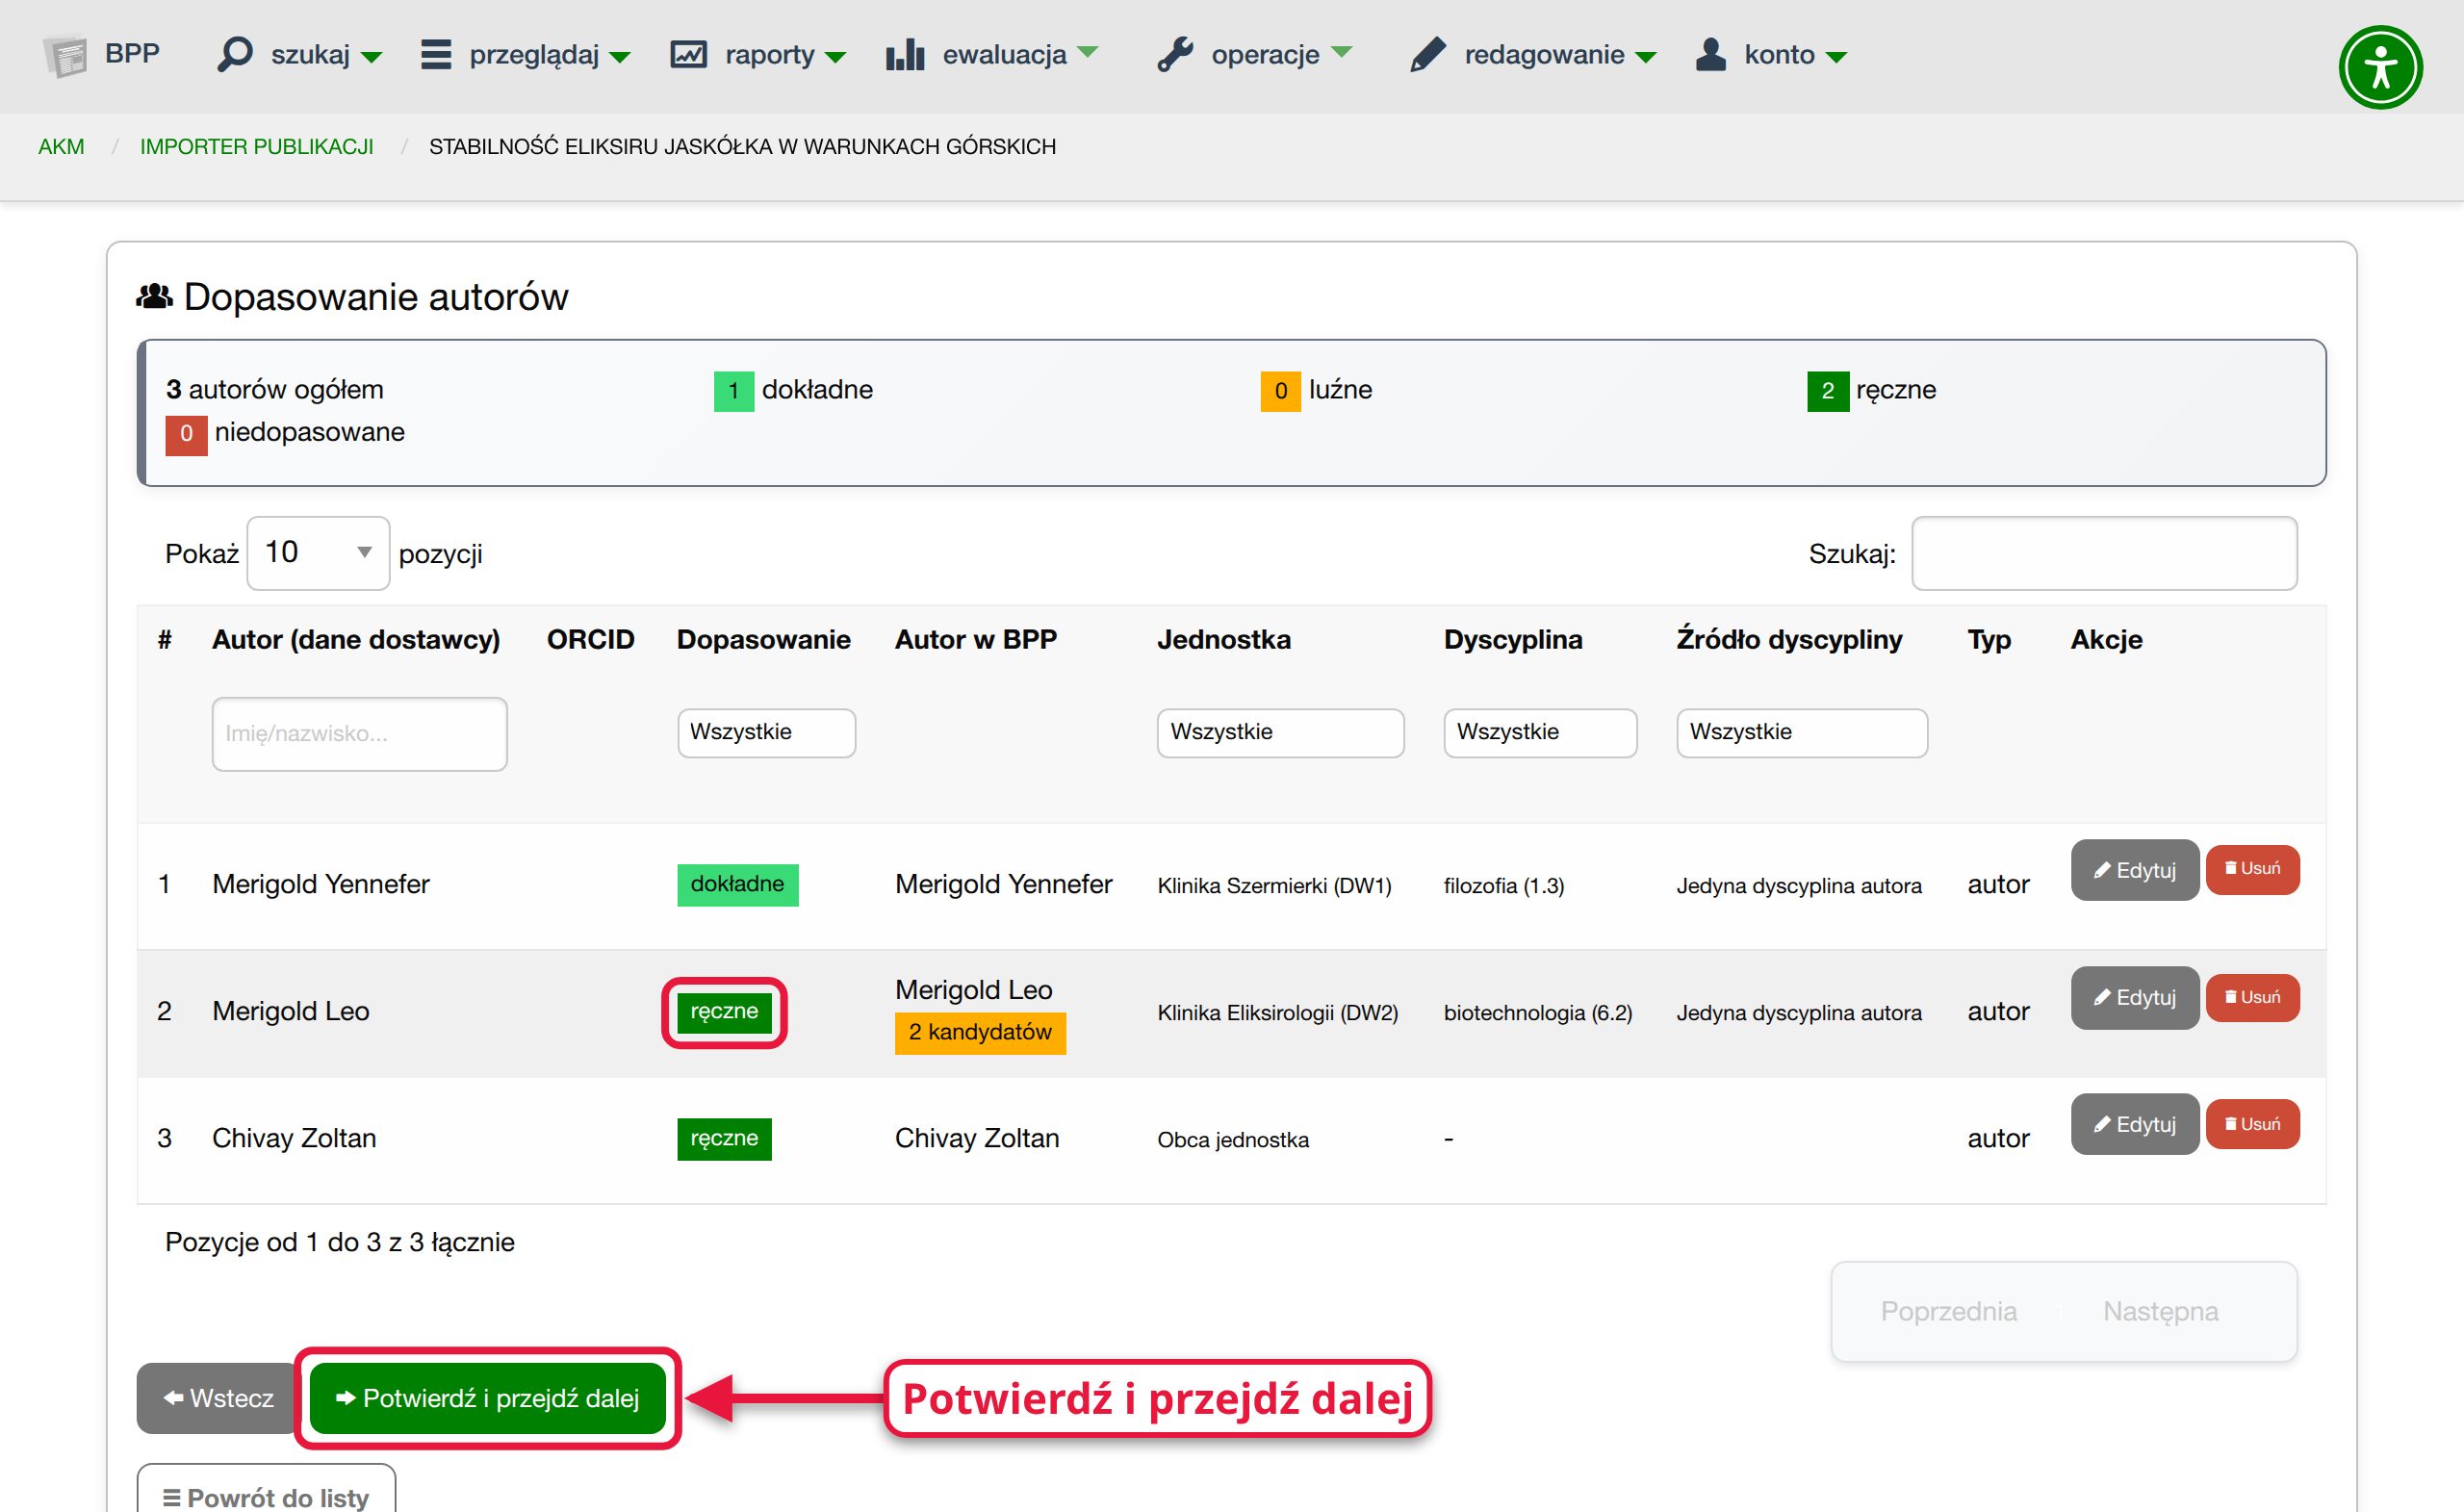 BPP szukaj przeglądaj raporty ewaluacja operacje redagowanie konto
AKM / IMPORTER PUBLIKACJI / STABILNOŚĆ ELIKSIRU JASKÓŁKA W WARUNKACH GÓRSKICH
Dopasowanie autorów
3 autorów ogółem 1 dokładne 0 luźne 2 ręczne
0 niedopasowane
Pokaż 10 pozycji Szukaj:
# Autor (dane dostawcy) ORCID Dopasowanie Autor w BPP Jednostka Dyscyplina Źródło dyscypliny Typ Akcje
Imię/nazwisko... Wszystkie Wszystkie Wszystkie Wszystkie
1 Merigold Yennefer dokładne Merigold Yennefer Klinika Szermierki (DW1) filozofia (1.3) Jedyna dyscyplina autora autor Edytuj Usuń
2 Merigold Leo ręczne Merigold Leo 2 kandydatów Klinika Eliksirologii (DW2) biotechnologia (6.2) Jedyna dyscyplina autora autor Edytuj Usuń
3 Chivay Zoltan ręczne Chivay Zoltan Obca jednostka - autor Edytuj Usuń
Pozycje od 1 do 3 z 3 łącznie
Poprzednia Następna
Wstecz Potwierdź i przejdź dalej Potwierdź i przejdź dalej
Powrót do listy